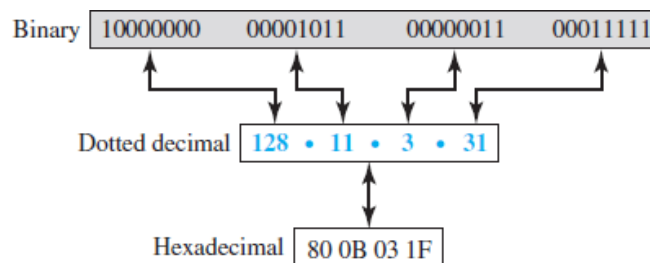 Binary 10000000 00001011 00000011 00011111
Dotted decimal 128 • 11 • 3 • 31
Hexadecimal 80 0B 03 1F